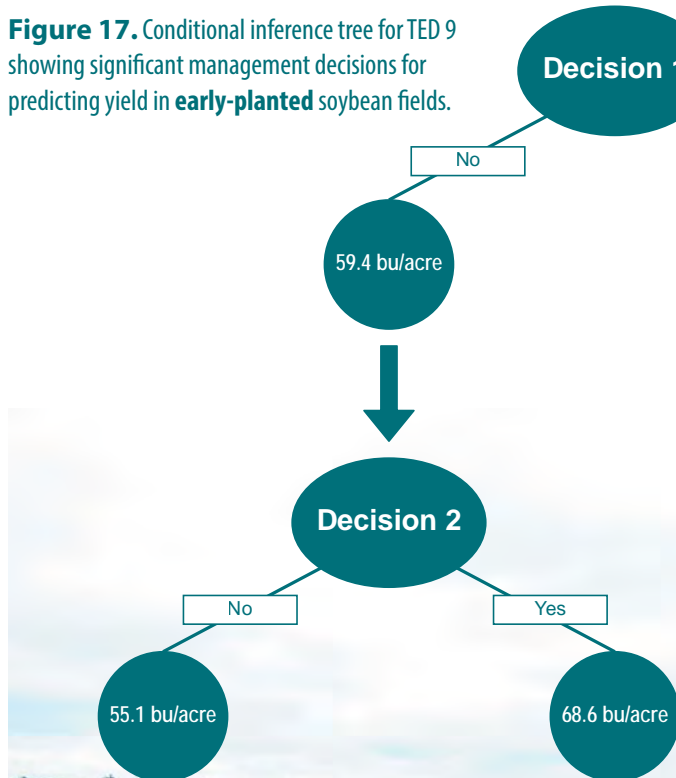 Figure 17. Conditional inference tree for TED 9
showing significant management decisions for
predicting yield in early-planted soybean fields.
Decision
No
59.4 bu/acre
Decision 2
No
Yes
55.1 bu/acre
68.6 bu/acre